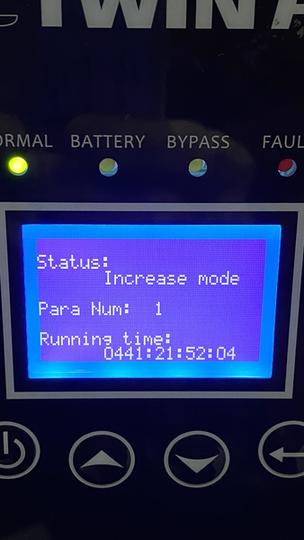 TWIN A
ORMAL BATTERY BYPASS FAUL
Status:
Increase mode
Para Num: 1
Running time:
0441:21:52:04